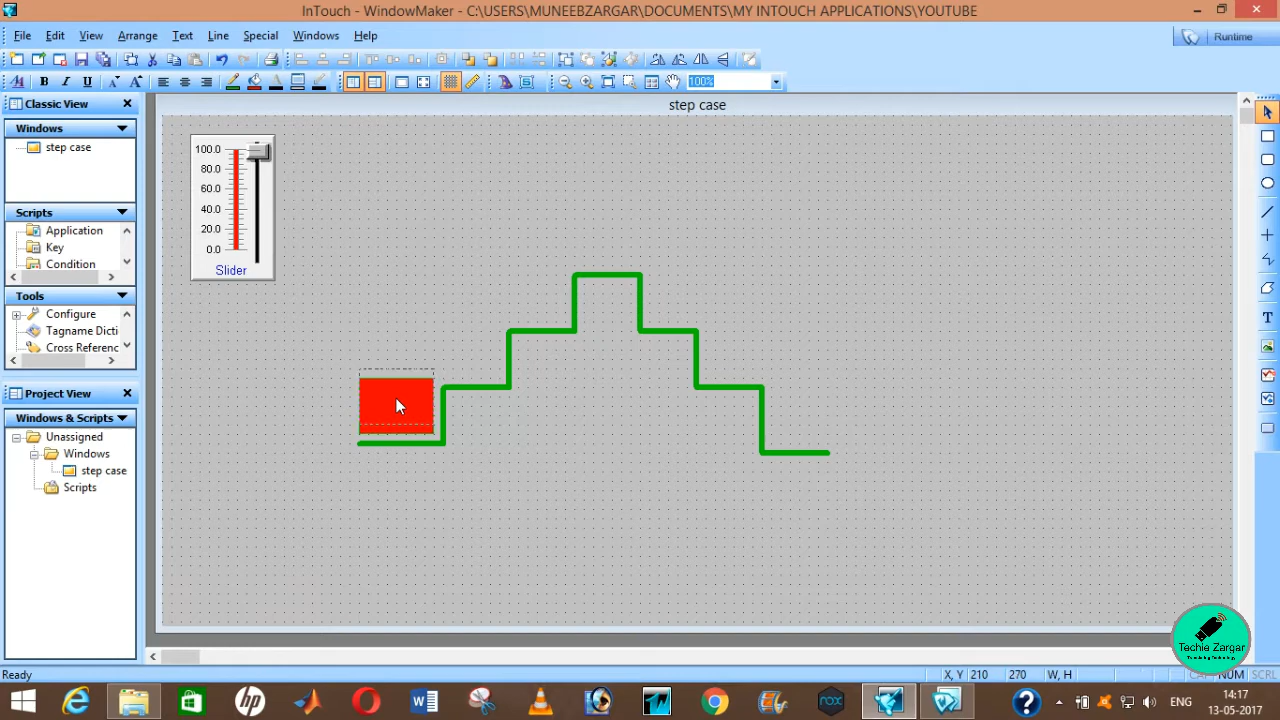 InTouch - WindowMaker - C:\USERS\MUNEEBZARGAR\DOCUMENTS\MY INTOUCH APPLICATIONS\YOUTUBE
File Edit View Arrange Text Line Special Windows Help
Runtime
B I U
100%
Classic View
Windows
step case
Scripts
Application
Key
Condition
Tools
Configure
Tagname Dicti
Cross Referenc
Project View
Windows & Scripts
Unassigned
Windows
step case
Scripts
step case
100.0
80.0
60.0
40.0
20.0
0.0
Slider
Techie Zargar
Ready
X, Y 210 270 W, H
CAP NUM SCRL
ENG
14:17
13-05-2017